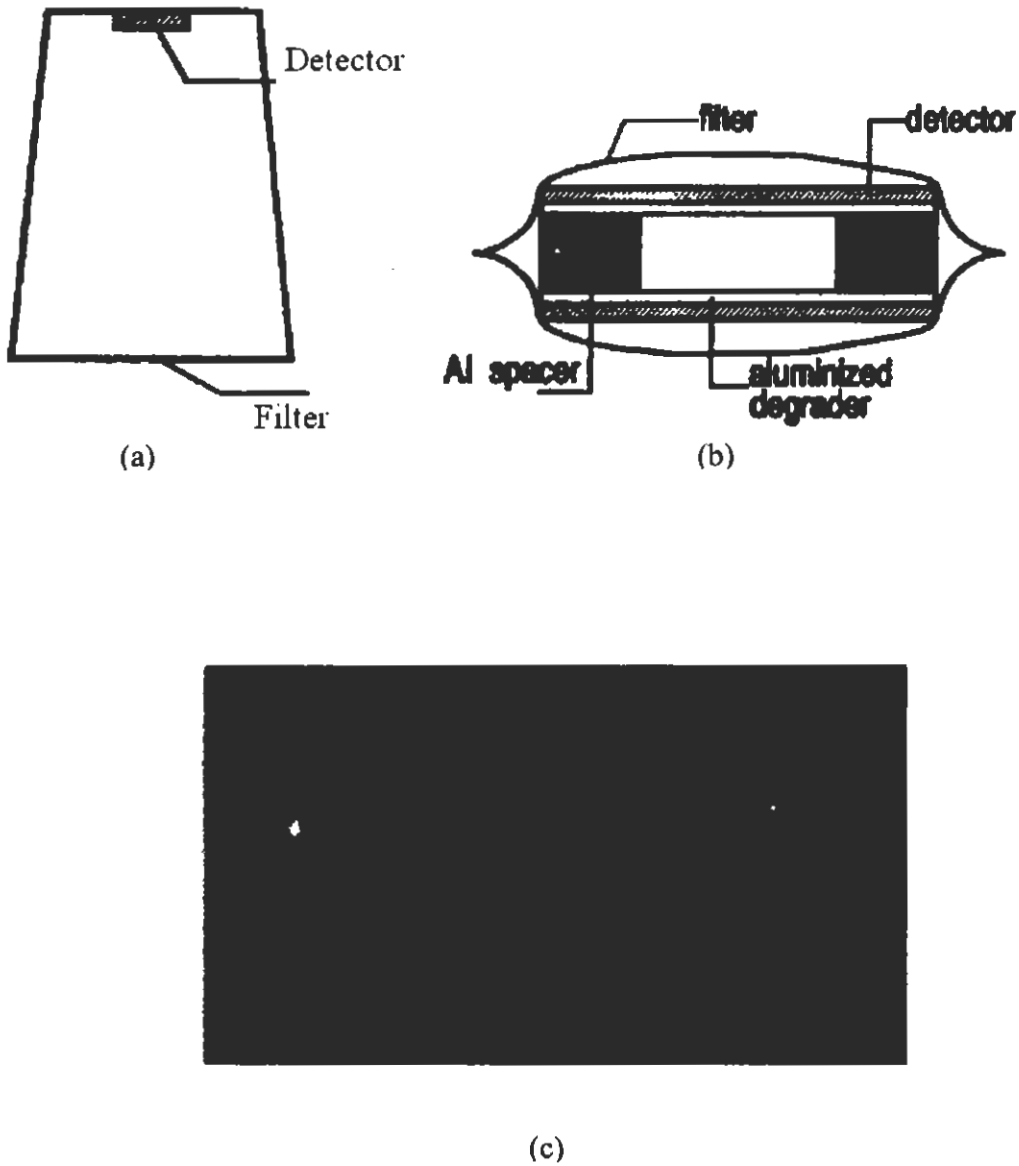 Detector
Filter
(a)
filter
detector
Al spacer
aluminized
degrader
(b)
(c)